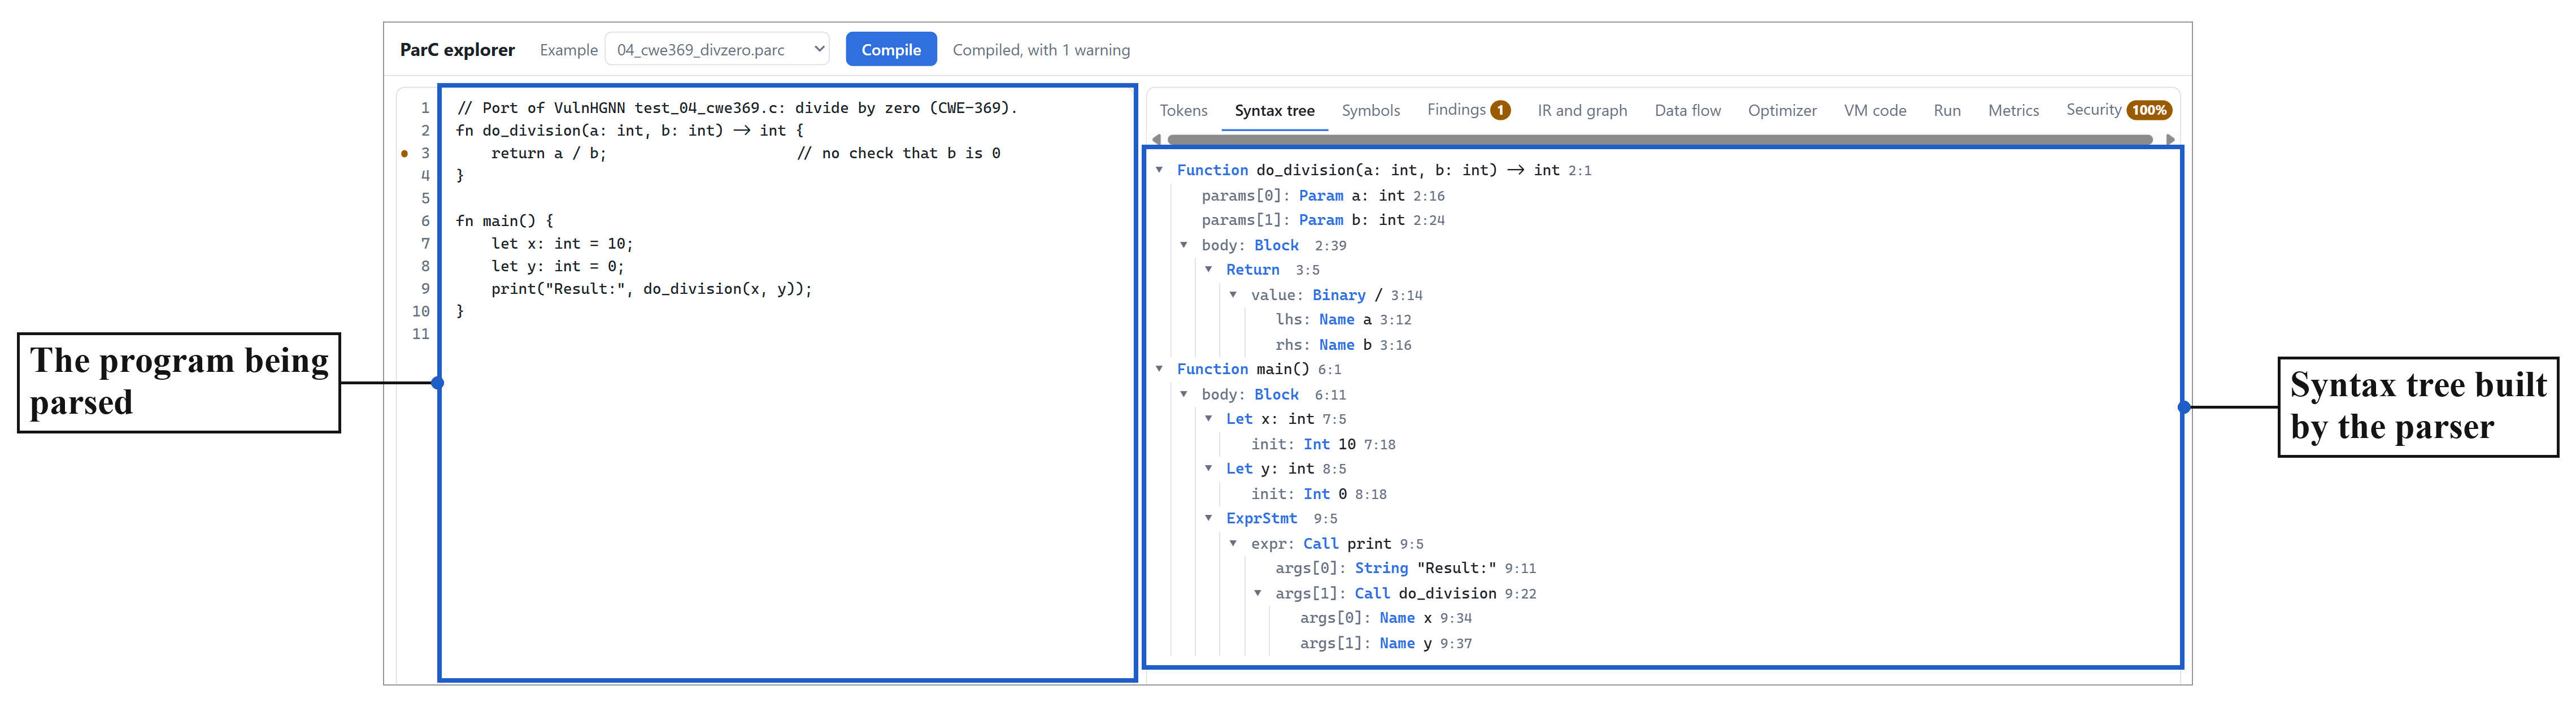 ParC explorer Example 04_cwe369_divzero.parc Compile Compiled, with 1 warning
1 // Port of VulnHGNN test_04_cwe369.c: divide by zero (CWE-369).
2 fn do_division(a: int, b: int) -> int {
3     return a / b;                     // no check that b is 0
4 }
5
6 fn main() {
7     let x: int = 10;
8     let y: int = 0;
9     print("Result:", do_division(x, y));
10 }
11
The program being
parsed
Tokens Syntax tree Symbols Findings 1 IR and graph Data flow Optimizer VM code Run Metrics Security 100%
Function do_division(a: int, b: int) -> int 2:1
params[0]: Param a: int 2:16
params[1]: Param b: int 2:24
body: Block 2:39
Return 3:5
value: Binary / 3:14
lhs: Name a 3:12
rhs: Name b 3:16
Function main() 6:1
body: Block 6:11
Let x: int 7:5
init: Int 10 7:18
Let y: int 8:5
init: Int 0 8:18
ExprStmt 9:5
expr: Call print 9:5
args[0]: String "Result:" 9:11
args[1]: Call do_division 9:22
args[0]: Name x 9:34
args[1]: Name y 9:37
Syntax tree built
by the parser